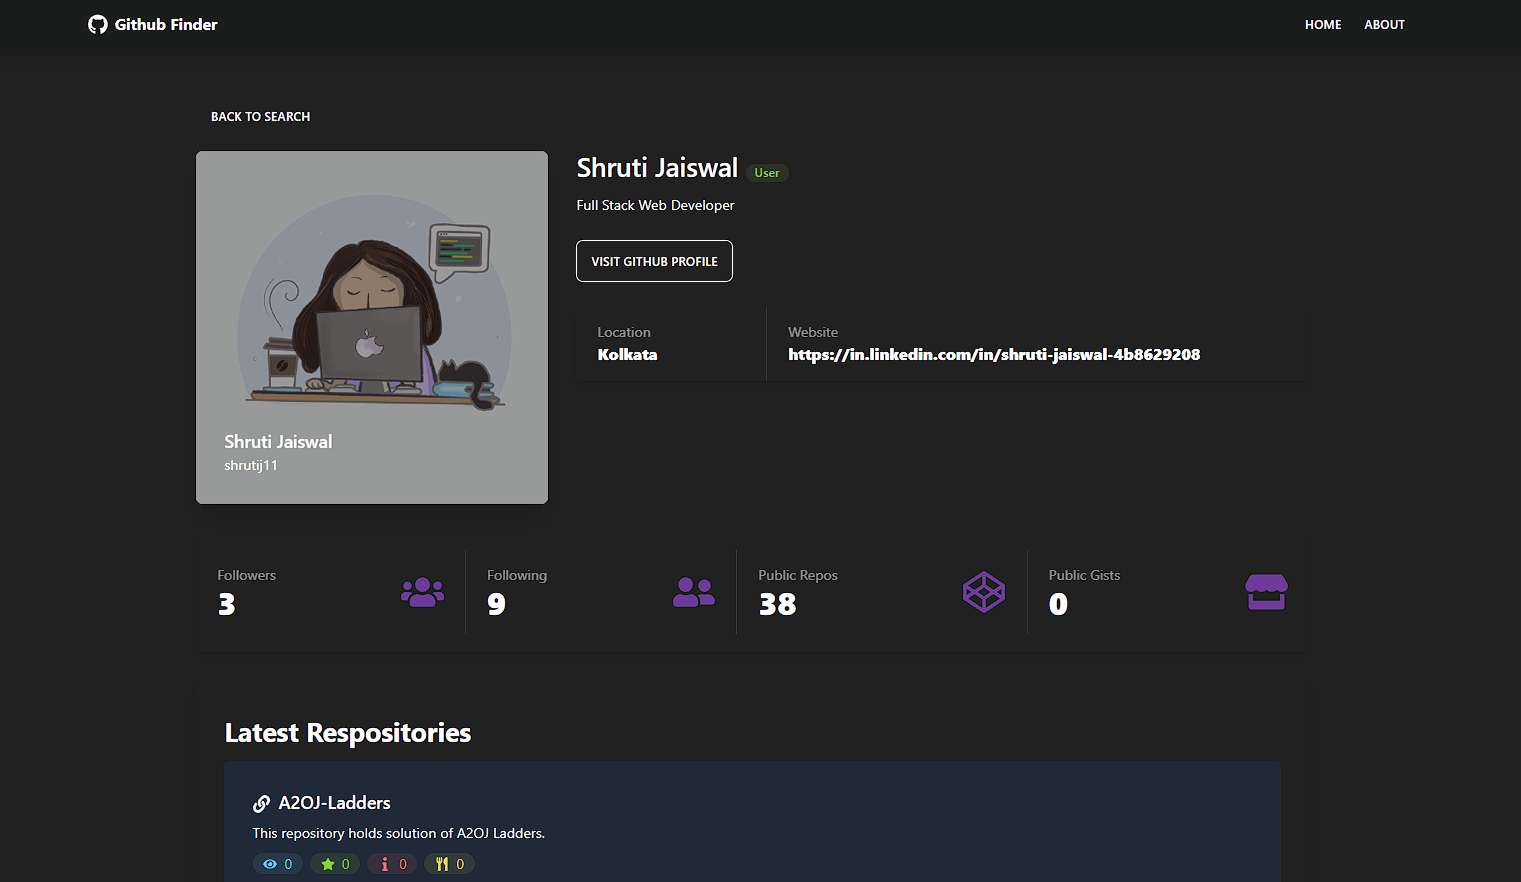 Github Finder
HOME
ABOUT
BACK TO SEARCH
Shruti Jaiswal
User
Full Stack Web Developer
VISIT GITHUB PROFILE
Location
Kolkata
Website
https://in.linkedin.com/in/shruti-jaiswal-4b8629208
Shruti Jaiswal
shrutij11
Followers
3
Following
9
Public Repos
38
Public Gists
0
Latest Respositories
A2OJ-Ladders
This repository holds solution of A2OJ Ladders.
0
0
0
0